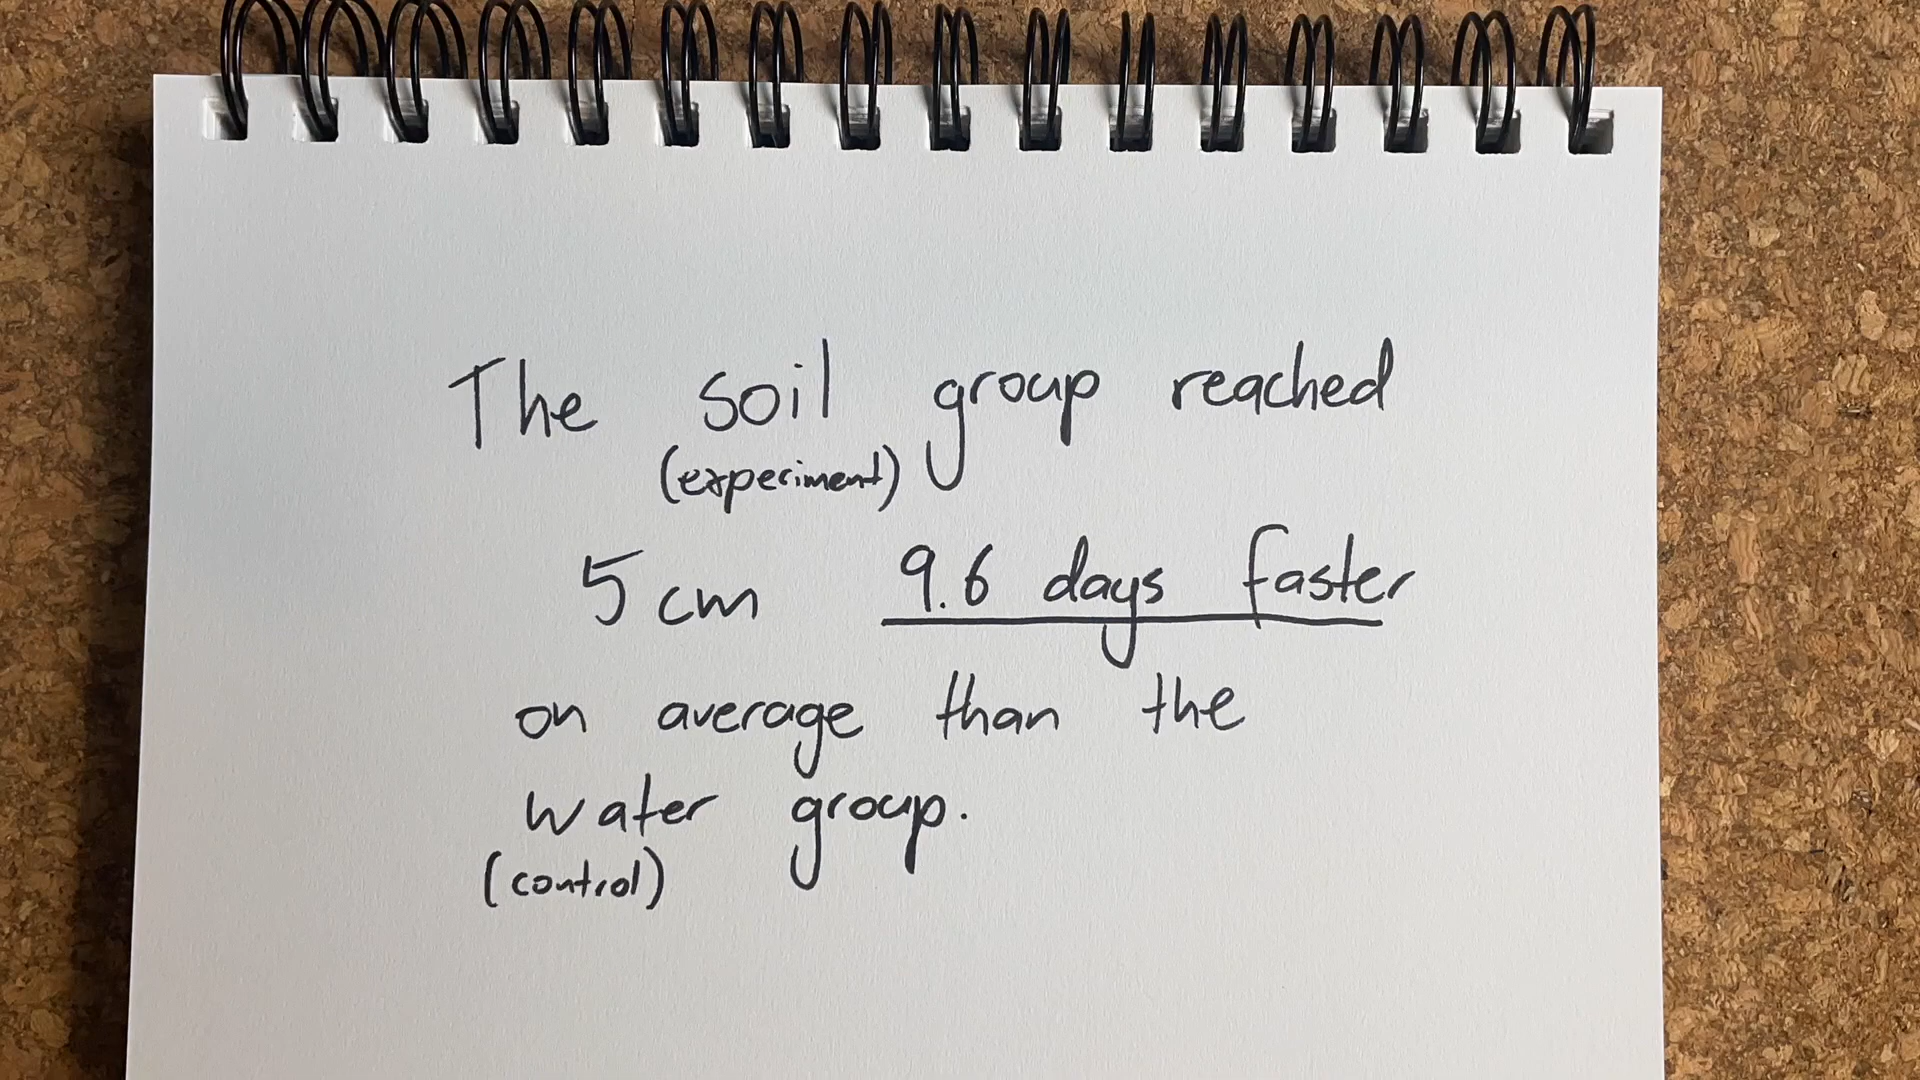 The soil group reached
(experiment)
5 cm 9.6 days faster
on average than the
water group.
(control)